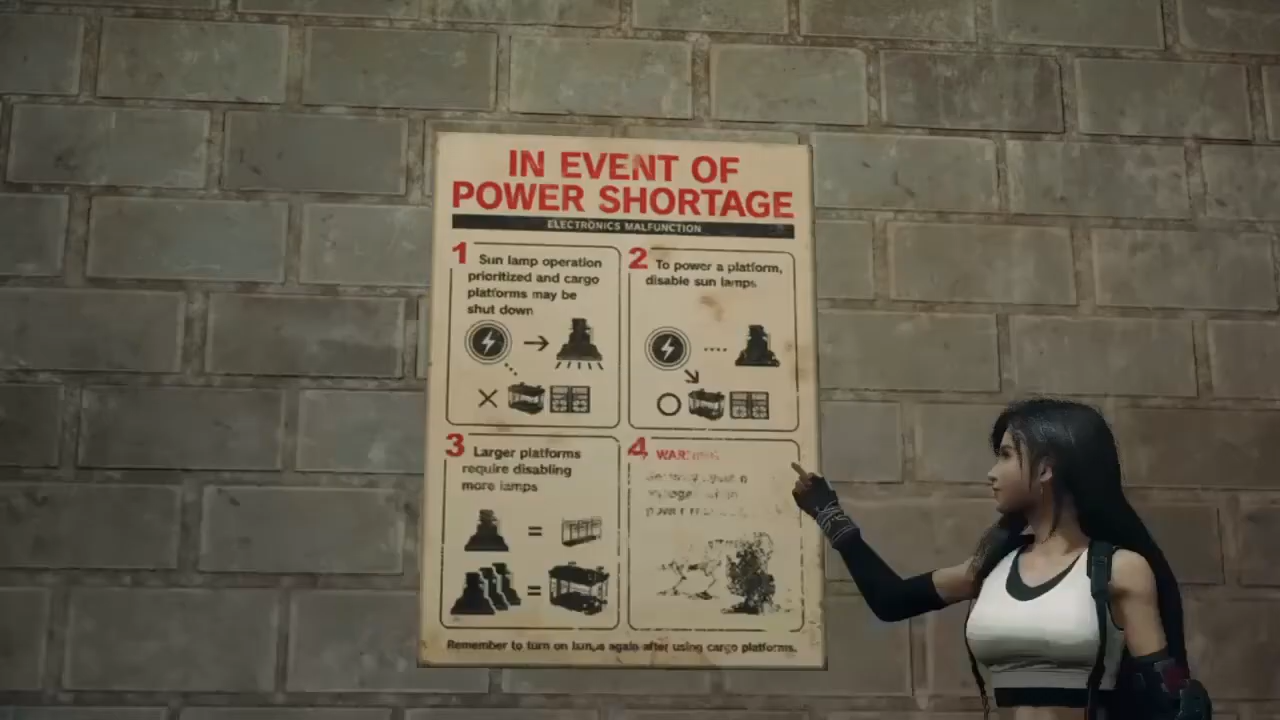 IN EVENT OF
POWER SHORTAGE
ELECTRONICS MALFUNCTION
1 Sun lamp operation
prioritized and cargo
platforms may be
shut down
2 To power a platform,
disable sun lamps
3 Larger platforms
require disabling
more lamps
4
Remember to turn on again after using cargo platforms.